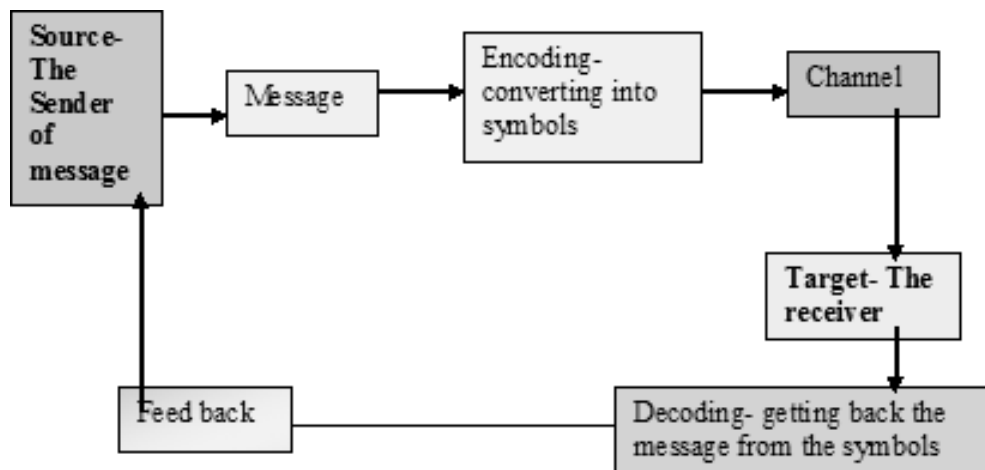 Source-
The
Sender
of
message
Message
Encoding-
converting into
symbols
Channel
Target- The
receiver
Decoding- getting back the
message from the symbols
Feed back